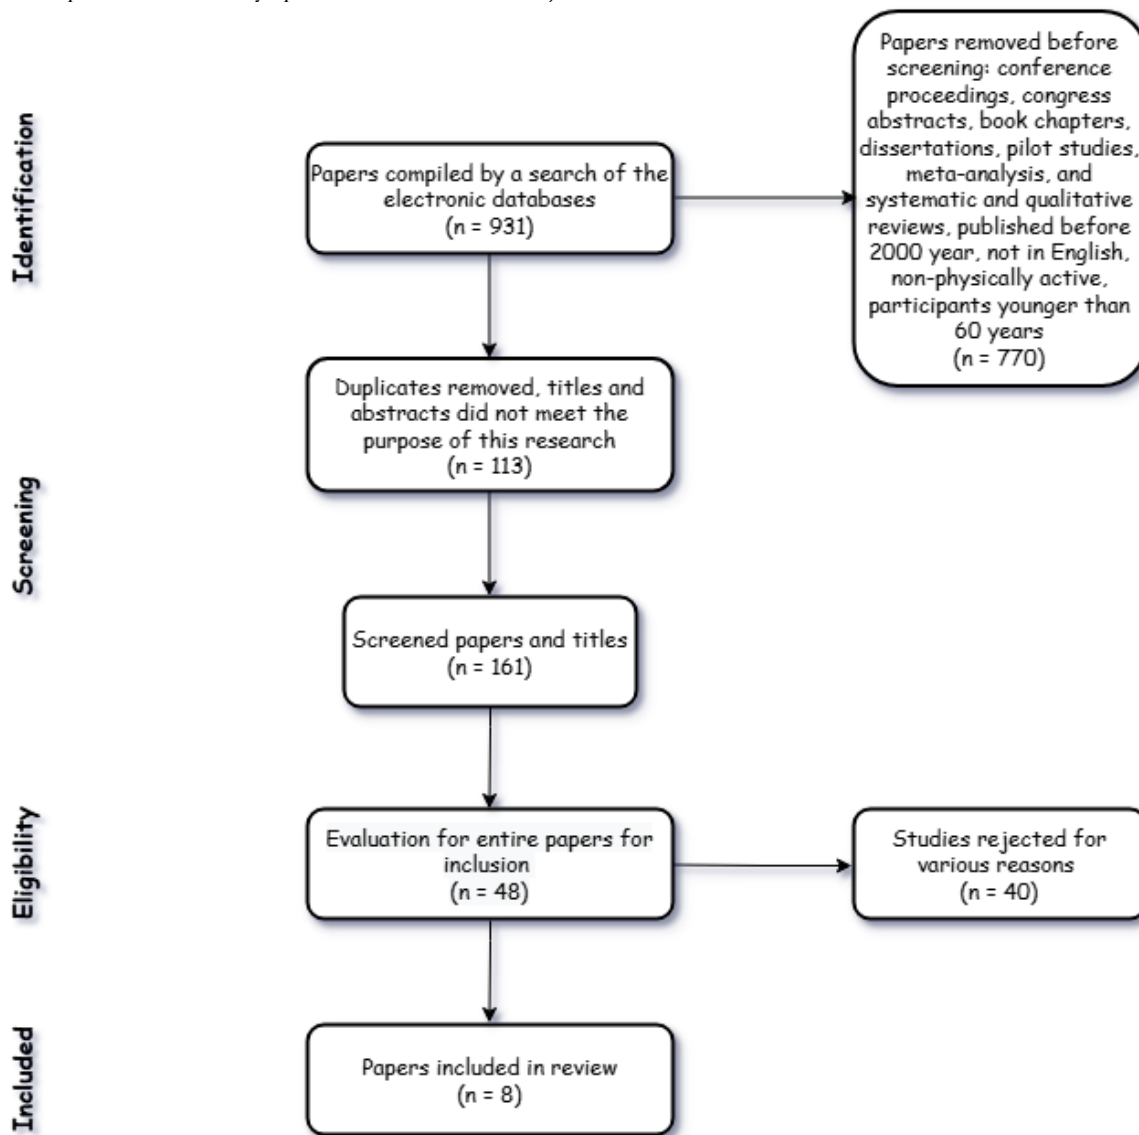 Identification
Papers compiled by a search of the
electronic databases
(n = 931)
Papers removed before
screening: conference
proceedings, congress
abstracts, book chapters,
dissertations, pilot studies,
meta-analysis, and
systematic and qualitative
reviews, published before
2000 year, not in English,
non-physically active,
participants younger than
60 years
(n = 770)
Screening
Duplicates removed, titles and
abstracts did not meet the
purpose of this research
(n = 113)
Screened papers and titles
(n = 161)
Eligibility
Evaluation for entire papers for
inclusion
(n = 48)
Studies rejected for
various reasons
(n = 40)
Included
Papers included in review
(n = 8)